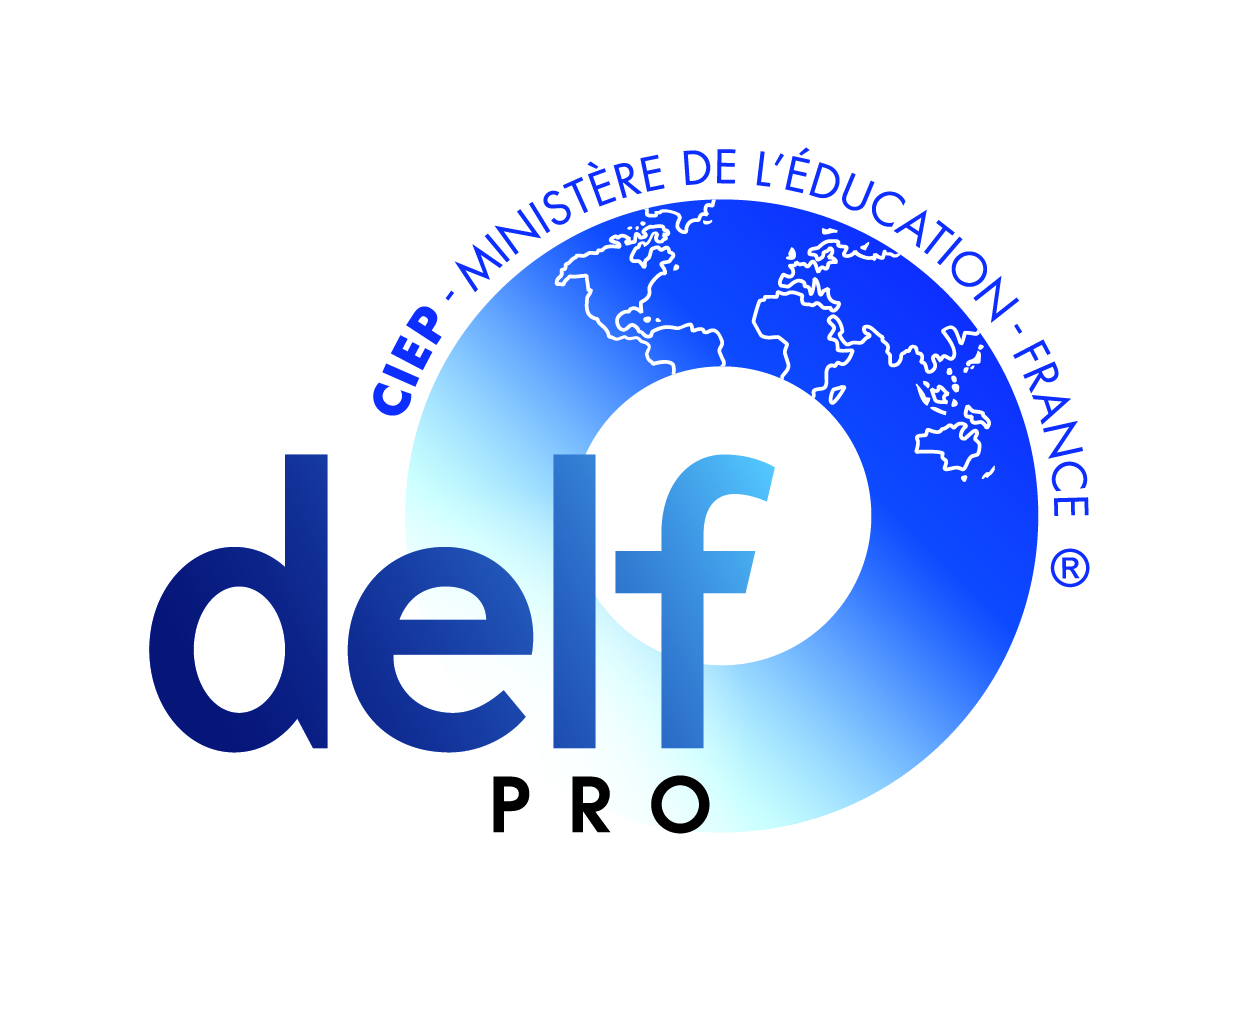 CIEP - MINISTÈRE DE L'ÉDUCATION - FRANCE ®
delf
PRO